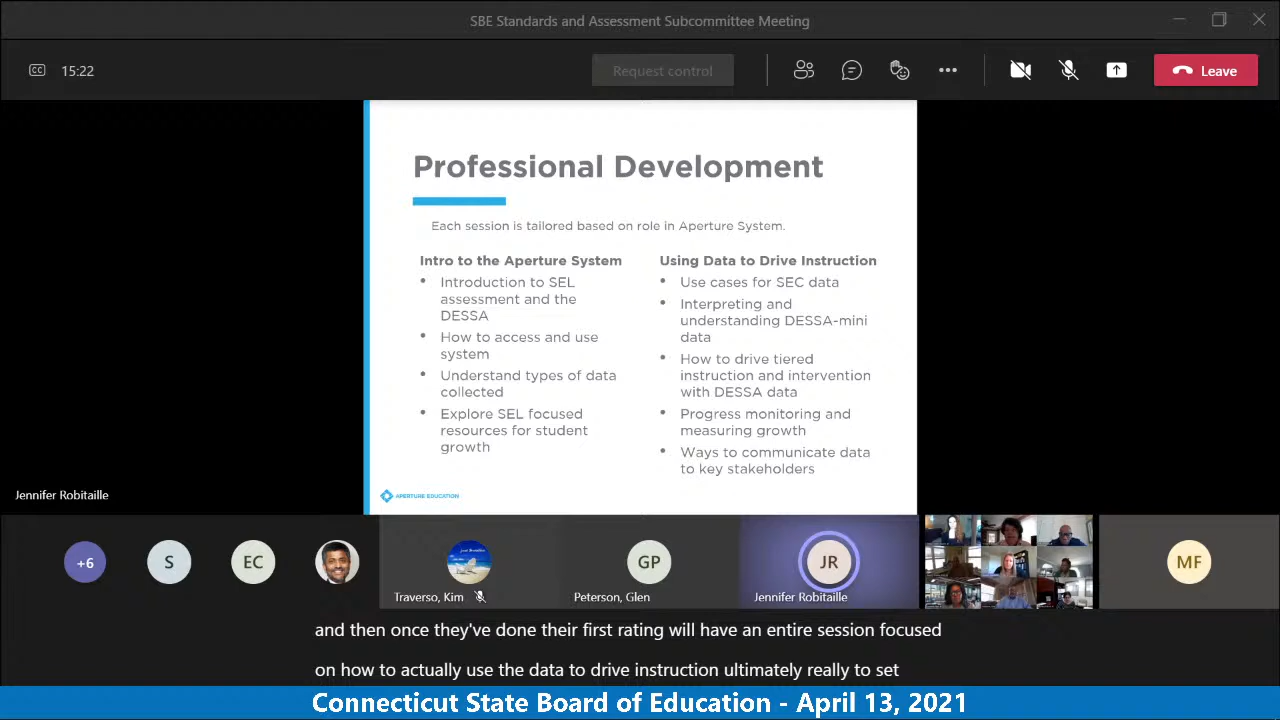 SBE Standards and Assessment Subcommittee Meeting
CC
15:22
Request control
Leave
Professional Development
Each session is tailored based on role in Aperture System.
Intro to the Aperture System
• Introduction to SEL
assessment and the
DESSA
• How to access and use
system
• Understand types of data
collected
• Explore SEL focused
resources for student
growth
Using Data to Drive Instruction
• Use cases for SEC data
• Interpreting and
understanding DESSA-mini
data
• How to drive tiered
instruction and intervention
with DESSA data
• Progress monitoring and
measuring growth
• Ways to communicate data
to key stakeholders
APERTURE EDUCATION
Jennifer Robitaille
+6
S
EC
Traverso, Kim
GP
Peterson, Glen
JR
Jennifer Robitaille
MF
and then once they've done their first rating will have an entire session focused
on how to actually use the data to drive instruction ultimately really to set
Connecticut State Board of Education - April 13, 2021